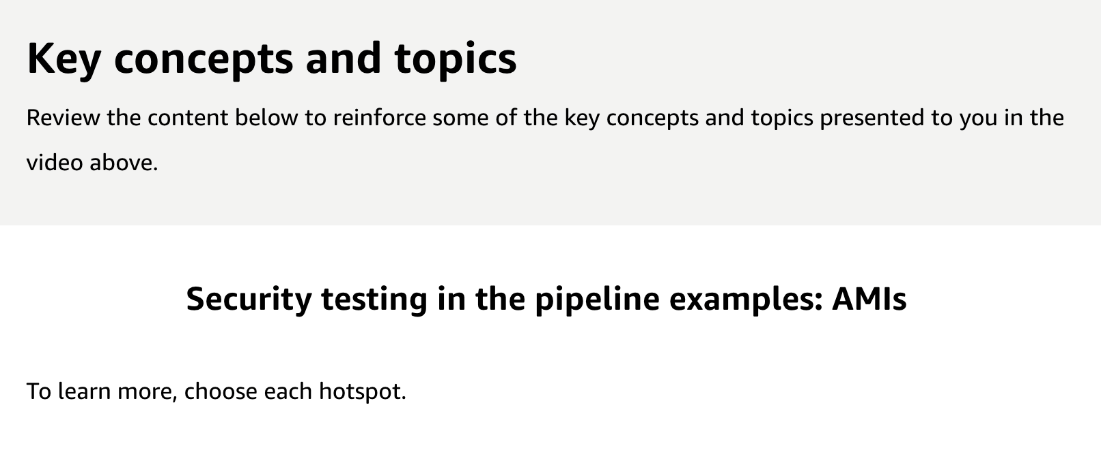 Key concepts and topics
Review the content below to reinforce some of the key concepts and topics presented to you in the
video above.
Security testing in the pipeline examples: AMIs
To learn more, choose each hotspot.